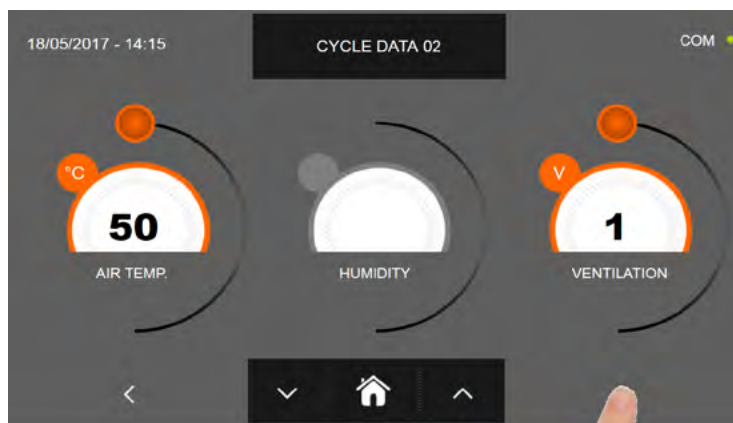 18/05/2017 - 14:15
CYCLE DATA 02
COM
°C
50
AIR TEMP.
HUMIDITY
V
1
VENTILATION